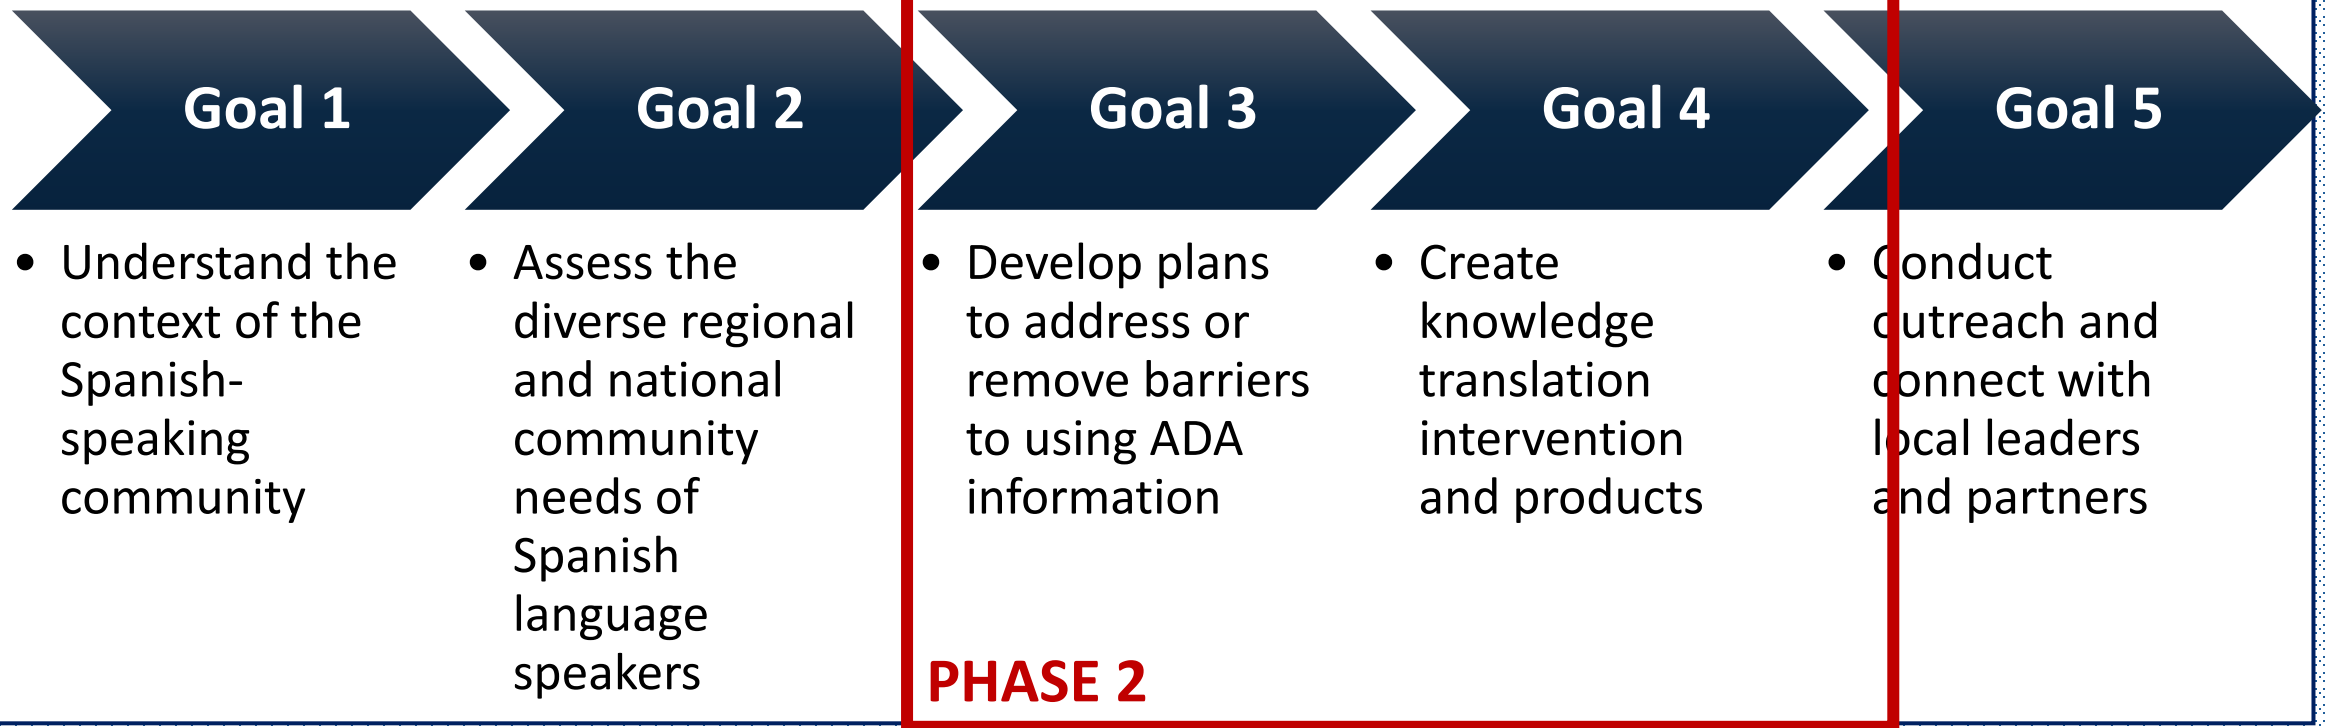 Goal 1
• Understand the
context of the
Spanish-
speaking
community
Goal 2
• Assess the
diverse regional
and national
community
needs of
Spanish
language
speakers
Goal 3
• Develop plans
to address or
remove barriers
to using ADA
information
Goal 4
• Create
knowledge
translation
intervention
and products
Goal 5
• Conduct
outreach and
connect with
local leaders
and partners
PHASE 2